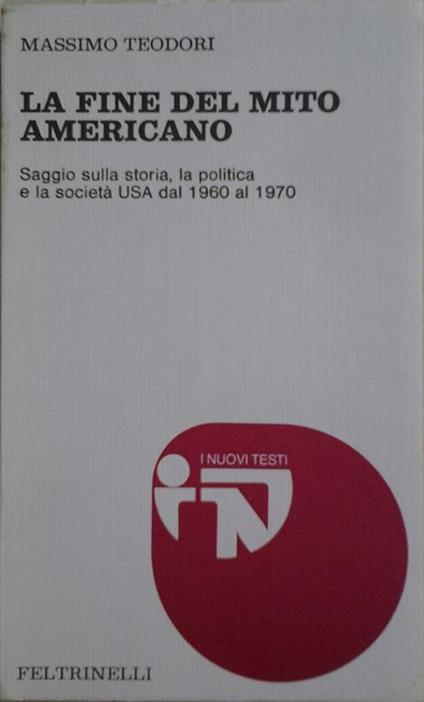 MASSIMO TEODORI
LA FINE DEL MITO
AMERICANO
Saggio sulla storia, la politica
e la società USA dal 1960 al 1970
I NUOVI TESTI
FELTRINELLI